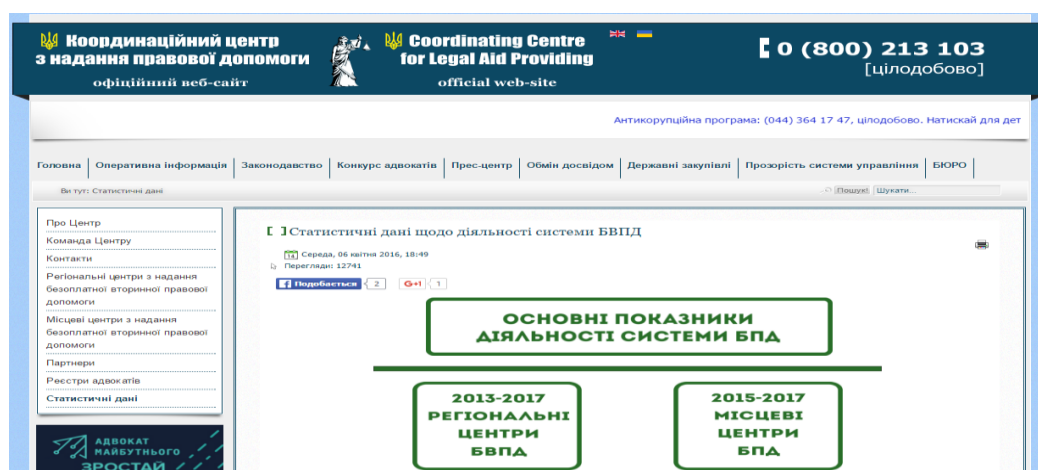 Координаційний центр
з надання правової допомоги
офіційний веб-сайт
Coordinating Centre
for Legal Aid Providing
official web-site
0 (800) 213 103
[цілодобово]
Антикорупційна програма: (044) 364 17 47, цілодобово. Натискай для дет
Головна Оперативна інформація Законодавство Конкурс адвокатів Прес-центр Обмін досвідом Державні закупівлі Прозорість системи управління БЮРО
Ви тут: Статистичні дані
Пошук! Шукати...
Про Центр
Команда Центру
Контакти
Регіональні центри з надання
безоплатної вторинної правової
допомоги
Місцеві центри з надання
безоплатної вторинної правової
допомоги
Партнери
Реєстри адвокатів
Статистичні дані
АДВОКАТ
МАЙБУТНЬОГО
ЗРОСТАЙ
[ ]Статистичні дані щодо діяльності системи БВПД
14 Середа, 06 квітня 2016, 18:49
Перегляди: 12741
Подобається 2 G+1 1
ОСНОВНІ ПОКАЗНИКИ
ДІЯЛЬНОСТІ СИСТЕМИ БПД
2013-2017
РЕГІОНАЛЬНІ
ЦЕНТРИ
БВПД
2015-2017
МІСЦЕВІ
ЦЕНТРИ
БПД